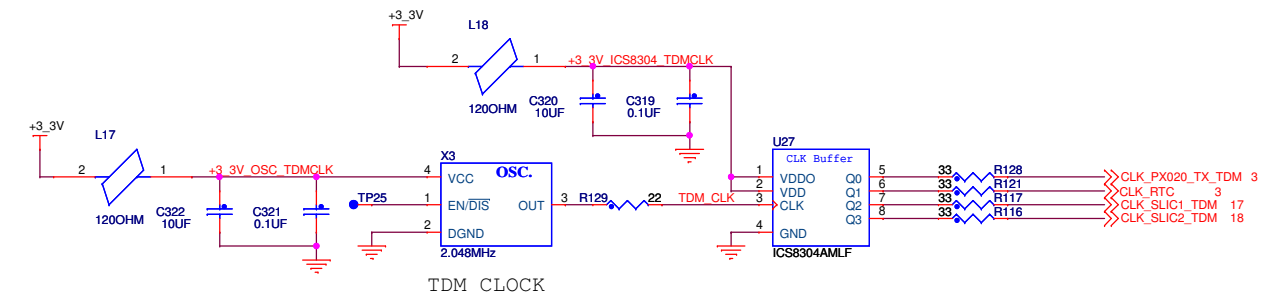 +3_3V
L18
2
1
+3_3V_ICS8304_TDMCLK
120OHM
C320
10UF
C319
0.1UF
+3_3V
L17
2
1
+3_3V_OSC_TDMCLK
120OHM
C322
10UF
C321
0.1UF
X3
OSC.
4
VCC
TP25
1
EN/DIS
OUT
3
2
DGND
2.048MHz
R129
22
TDM_CLK
U27
CLK Buffer
1
VDDO
2
VDD
3
CLK
4
GND
Q0
5
Q1
6
Q2
7
Q3
8
ICS8304AMLF
33
R128
CLK_PX020_TX_TDM 3
33
R121
CLK_RTC 3
33
R117
CLK_SLIC1_TDM 17
33
R116
CLK_SLIC2_TDM 18
TDM CLOCK